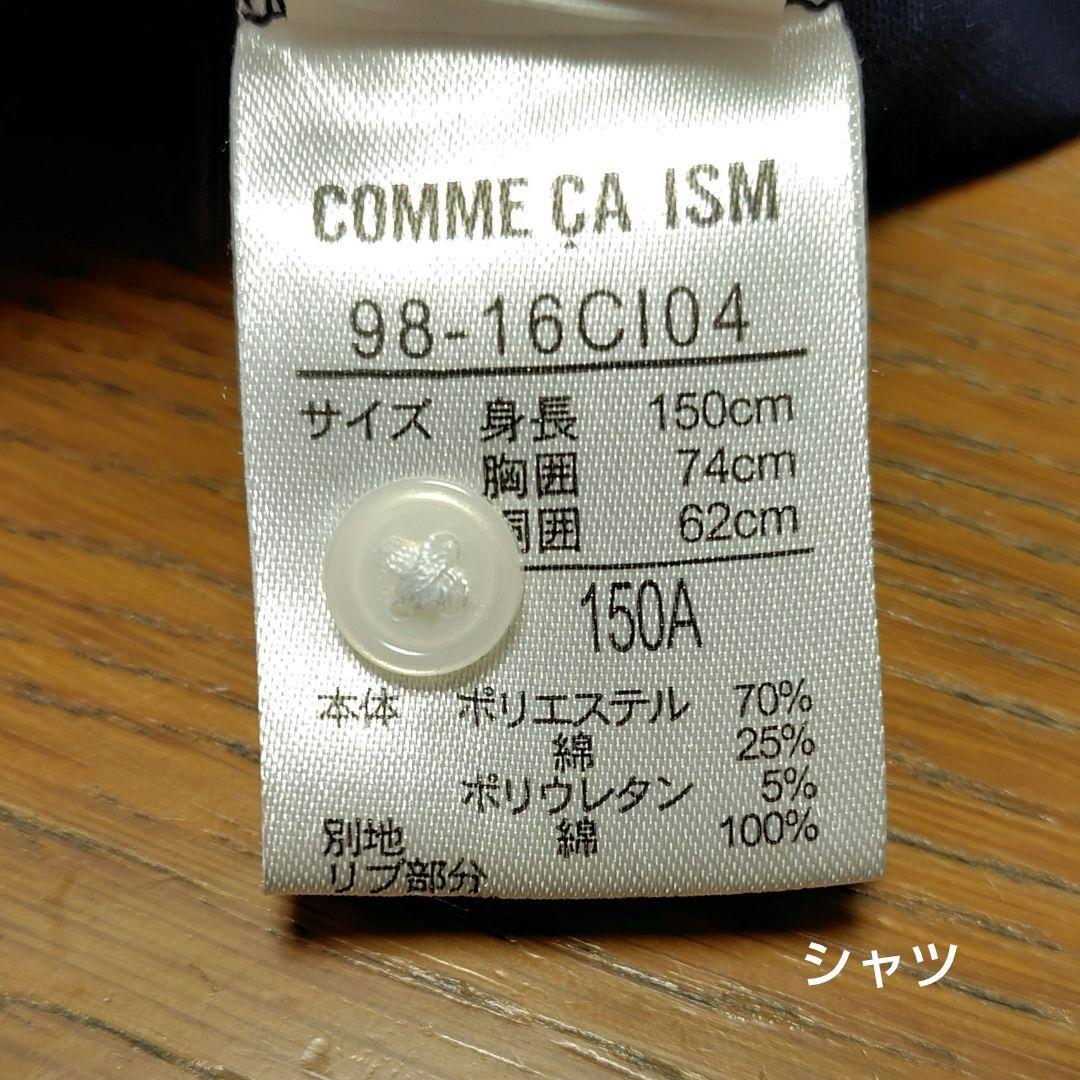 COMME ÇA ISM
98-16CI04
サイズ 身長 150cm
胸囲 74cm
胴囲 62cm
150A
本体 ポリエステル 70%
綿 25%
ポリウレタン 5%
別地 綿 100%
リブ部分
シャツ